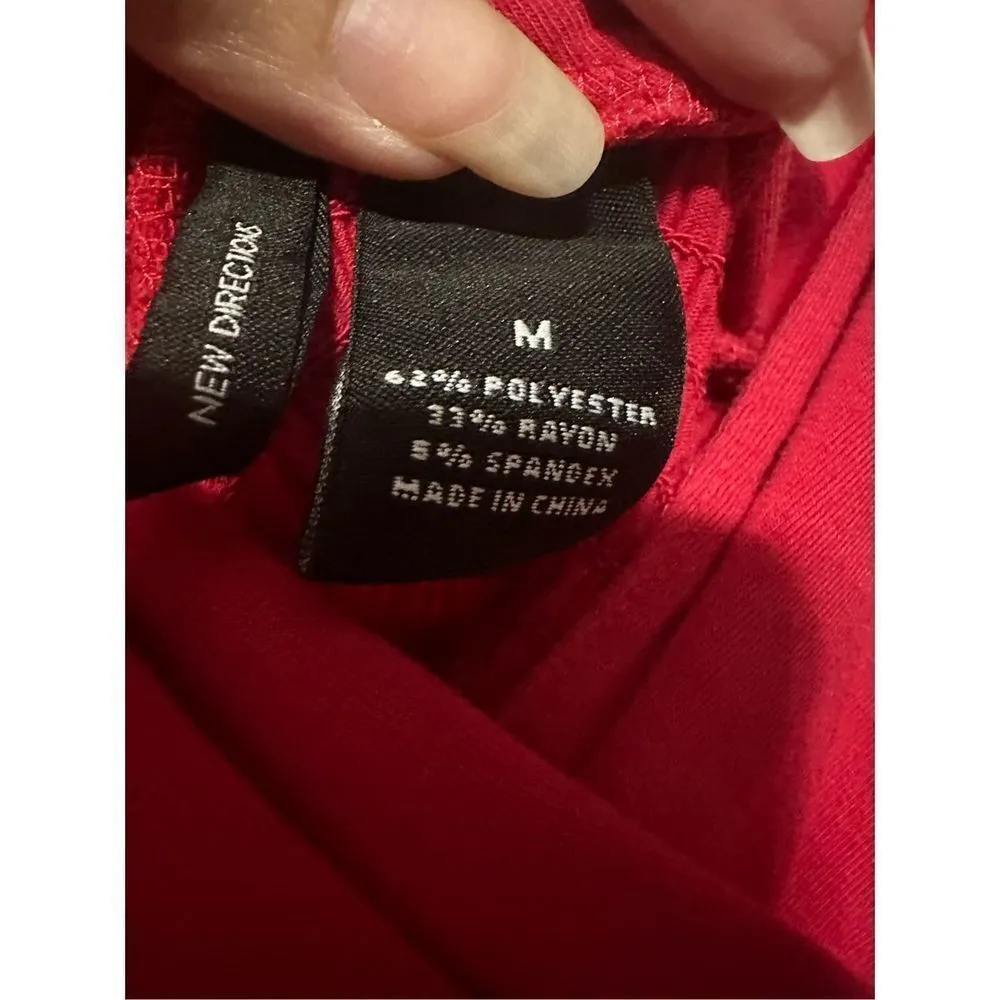 NEW DIRECTIONS
M
62% POLYESTER
33% RAYON
5% SPANDEX
MADE IN CHINA